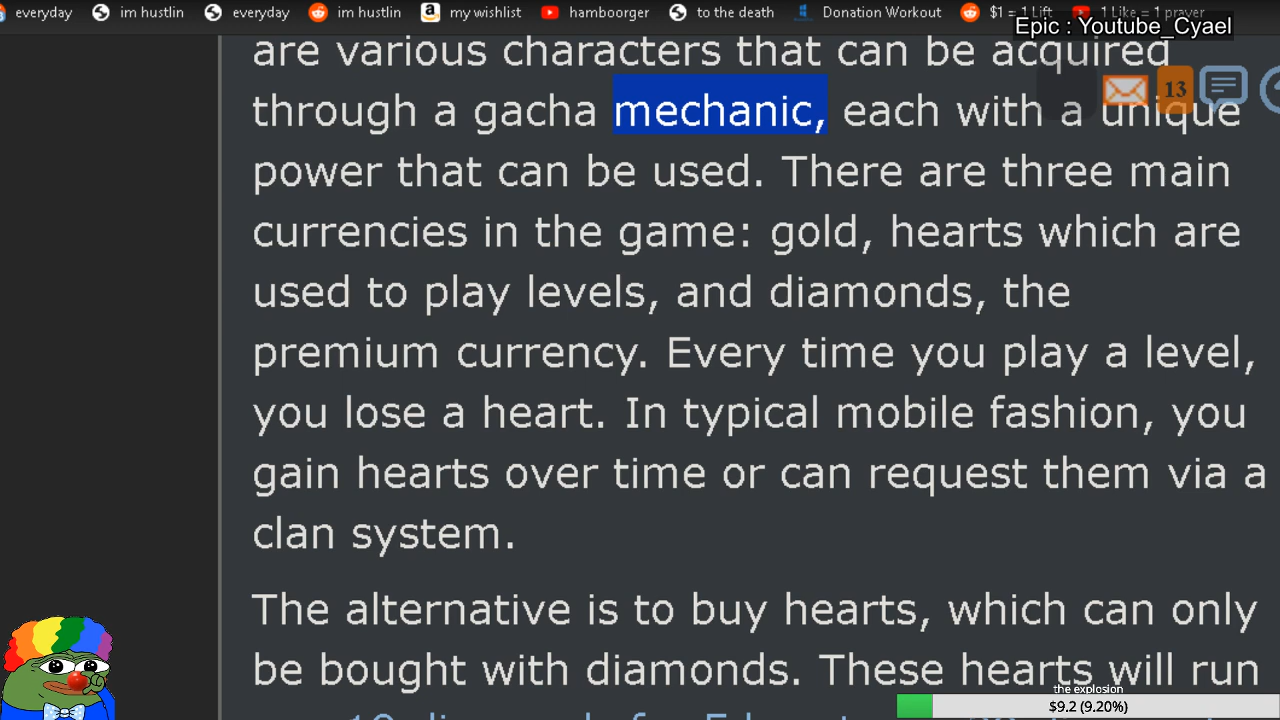 everyday im hustlin everyday im hustlin my wishlist hamboorger to the death Donation Workout $1 = 1 Lift 1 Like = 1 prayer
Epic : Youtube_Cyael
are various characters that can be acquired
13
through a gacha mechanic, each with a unique
power that can be used. There are three main
currencies in the game: gold, hearts which are
used to play levels, and diamonds, the
premium currency. Every time you play a level,
you lose a heart. In typical mobile fashion, you
gain hearts over time or can request them via a
clan system.
The alternative is to buy hearts, which can only
be bought with diamonds. These hearts will run
the explosion
$9.2 (9.20%)